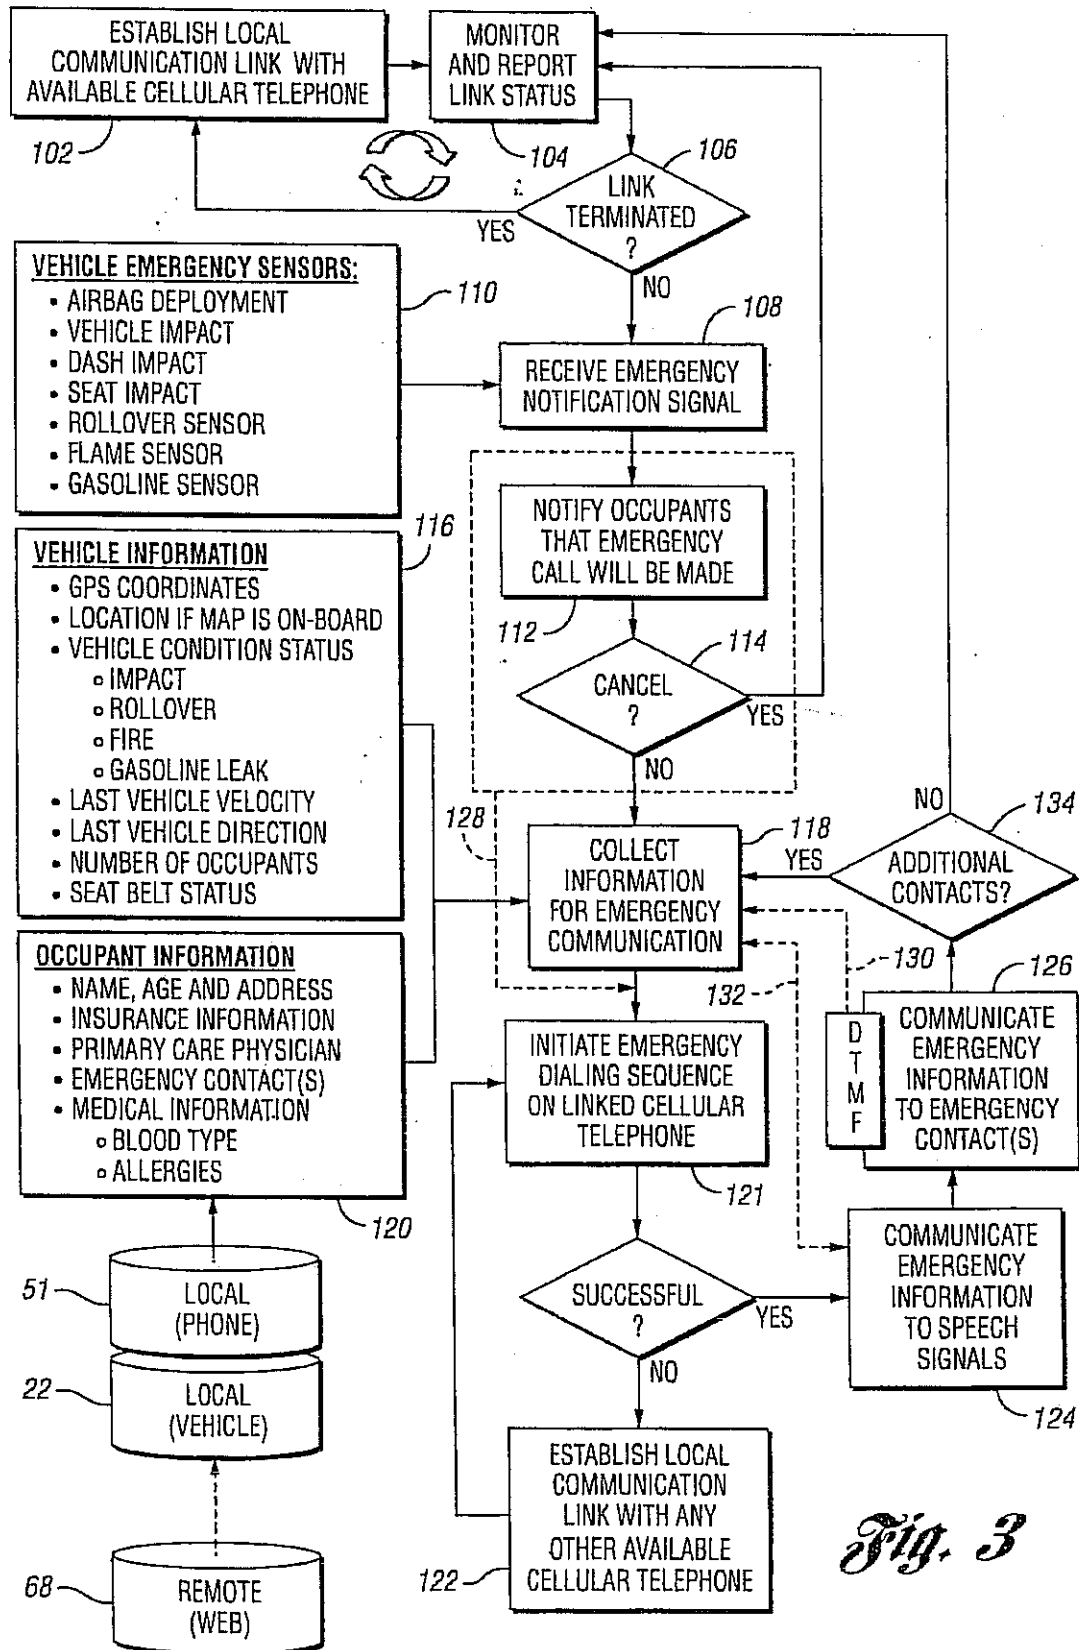 ESTABLISH LOCAL
COMMUNICATION LINK WITH
AVAILABLE CELLULAR TELEPHONE
102
MONITOR
AND REPORT
LINK STATUS
104
106
LINK
TERMINATED
?
YES
NO
VEHICLE EMERGENCY SENSORS:
• AIRBAG DEPLOYMENT
• VEHICLE IMPACT
• DASH IMPACT
• SEAT IMPACT
• ROLLOVER SENSOR
• FLAME SENSOR
• GASOLINE SENSOR
110
108
RECEIVE EMERGENCY
NOTIFICATION SIGNAL
116
VEHICLE INFORMATION
• GPS COORDINATES
• LOCATION IF MAP IS ON-BOARD
• VEHICLE CONDITION STATUS
▫ IMPACT
▫ ROLLOVER
▫ FIRE
▫ GASOLINE LEAK
• LAST VEHICLE VELOCITY
• LAST VEHICLE DIRECTION
• NUMBER OF OCCUPANTS
• SEAT BELT STATUS
NOTIFY OCCUPANTS
THAT EMERGENCY
CALL WILL BE MADE
112
114
CANCEL
?
YES
NO
128
118
COLLECT
INFORMATION
FOR EMERGENCY
COMMUNICATION
YES
NO
134
ADDITIONAL
CONTACTS?
OCCUPANT INFORMATION
• NAME, AGE AND ADDRESS
• INSURANCE INFORMATION
• PRIMARY CARE PHYSICIAN
• EMERGENCY CONTACT(S)
• MEDICAL INFORMATION
▫ BLOOD TYPE
▫ ALLERGIES
120
132
130
126
DTMF
COMMUNICATE
EMERGENCY
INFORMATION
TO EMERGENCY
CONTACT(S)
INITIATE EMERGENCY
DIALING SEQUENCE
ON LINKED CELLULAR
TELEPHONE
121
51
LOCAL
(PHONE)
22
LOCAL
(VEHICLE)
68
REMOTE
(WEB)
SUCCESSFUL
?
YES
NO
COMMUNICATE
EMERGENCY
INFORMATION
TO SPEECH
SIGNALS
124
ESTABLISH LOCAL
COMMUNICATION
LINK WITH ANY
OTHER AVAILABLE
CELLULAR TELEPHONE
122
Fig. 3